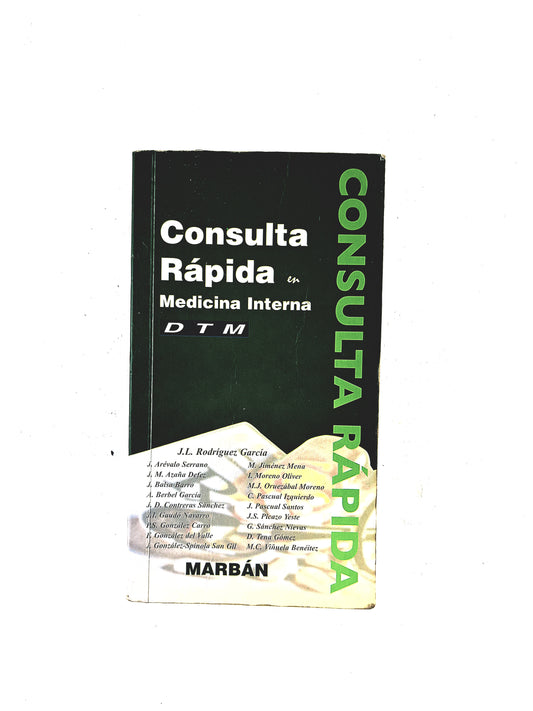 Consulta
Rápida en
Medicina Interna
DTM
CONSULTA RÁPIDA
J.L. Rodríguez García
J. Arévalo Serrano
J. M. Azaña Defez
J. Balsa Barro
A. Berbel García
J. D. Contreras Sánchez
J.I. Gaudó Navarro
P.S. González Carro
F. González del Valle
J. González-Spínola San Gil
M. Jiménez Mena
I. Moreno Oliver
M.J. Oruezábal Moreno
C. Pascual Izquierdo
J. Pascual Santos
J.S. Picazo Yeste
G. Sánchez Nievas
D. Tena Gómez
M.C. Viñuela Benéitez
MARBÁN